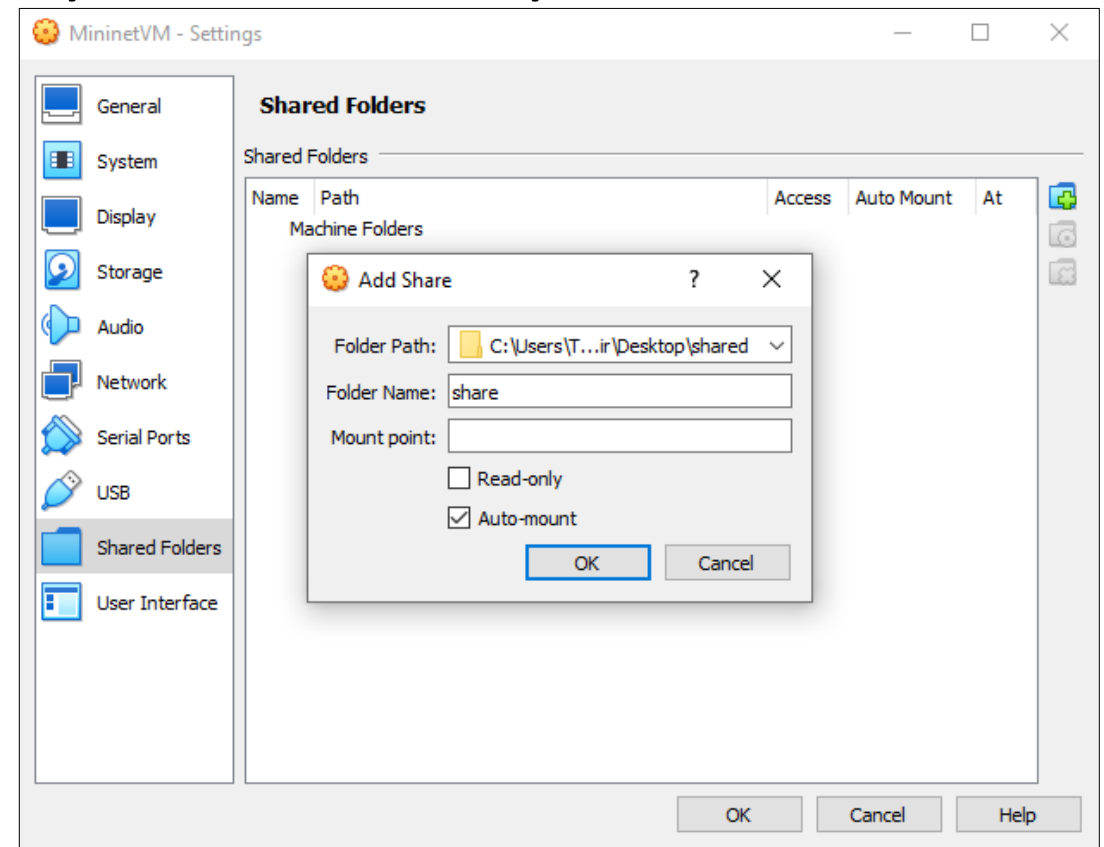 MininetVM - Settings
General
System
Display
Storage
Audio
Network
Serial Ports
USB
Shared Folders
User Interface
Shared Folders
Shared Folders
Name Path Access Auto Mount At
Machine Folders
Add Share ?
Folder Path: C:\Users\T...ir\Desktop\shared
Folder Name: share
Mount point:
Read-only
Auto-mount
OK Cancel
OK Cancel Help